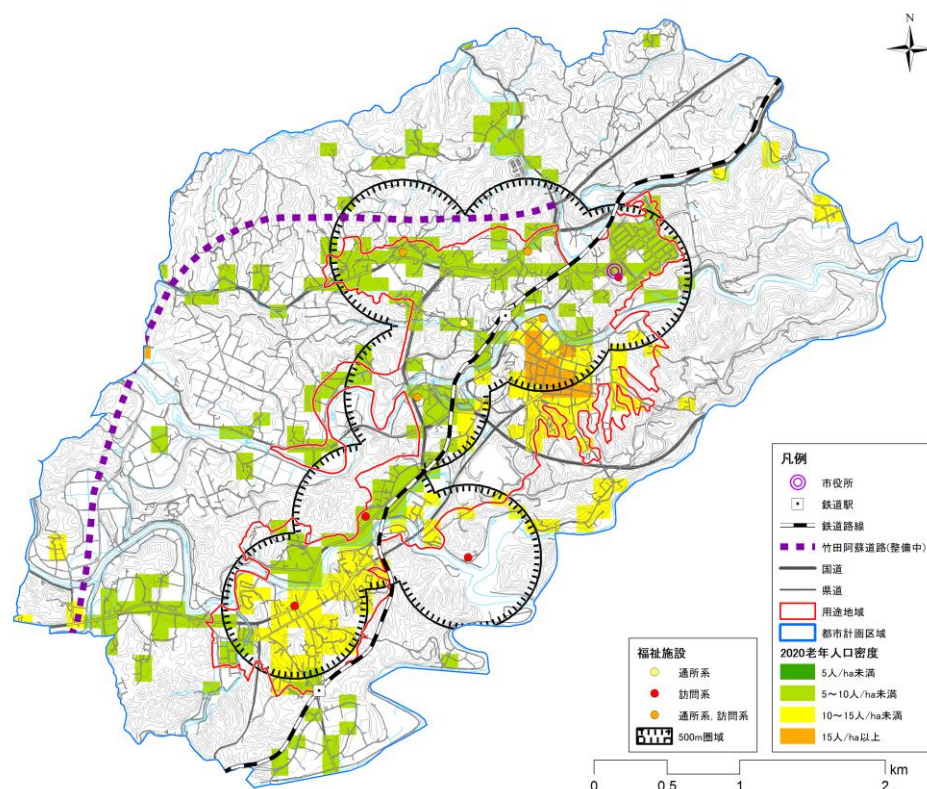 N
凡例
市役所
鉄道駅
鉄道路線
竹田阿蘇道路(整備中)
国道
県道
用途地域
都市計画区域
2020老年人口密度
5人/ha未満
5～10人/ha未満
10～15人/ha未満
15人/ha以上
福祉施設
通所系
訪問系
通所系, 訪問系
500m圏域
km
0 0.5 1 2